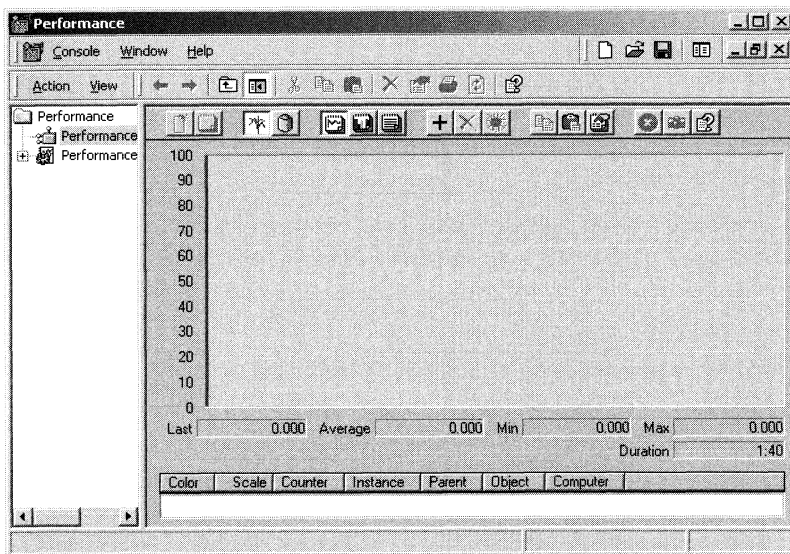 Performance
Console Window Help
Action View
Performance
Performance
Performance
100
90
80
70
60
50
40
30
20
10
0
Last 0.000 Average 0.000 Min 0.000 Max 0.000
Duration 1:40
Color Scale Counter Instance Parent Object Computer